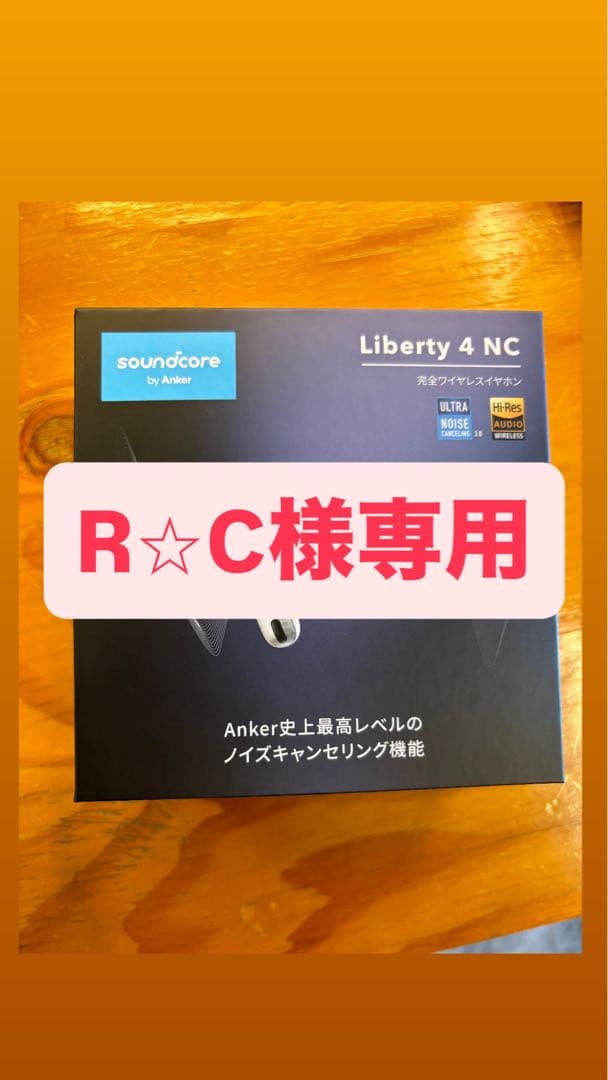 soundcore
by Anker
Liberty 4 NC
完全ワイヤレスイヤホン
ULTRA
NOISE
CANCELING 3.0
Hi-Res
AUDIO
WIRELESS
R☆C様専用
Anker史上最高レベルの
ノイズキャンセリング機能